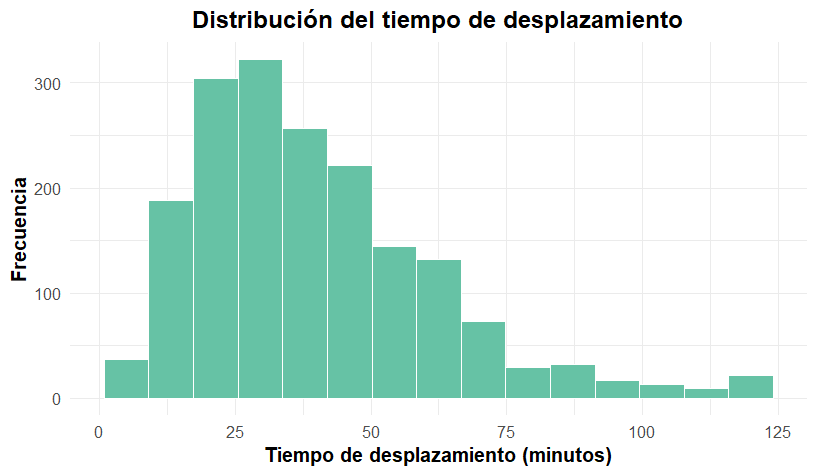 Distribución del tiempo de desplazamiento
Frecuencia
300
200
100
0
0 25 50 75 100 125
Tiempo de desplazamiento (minutos)